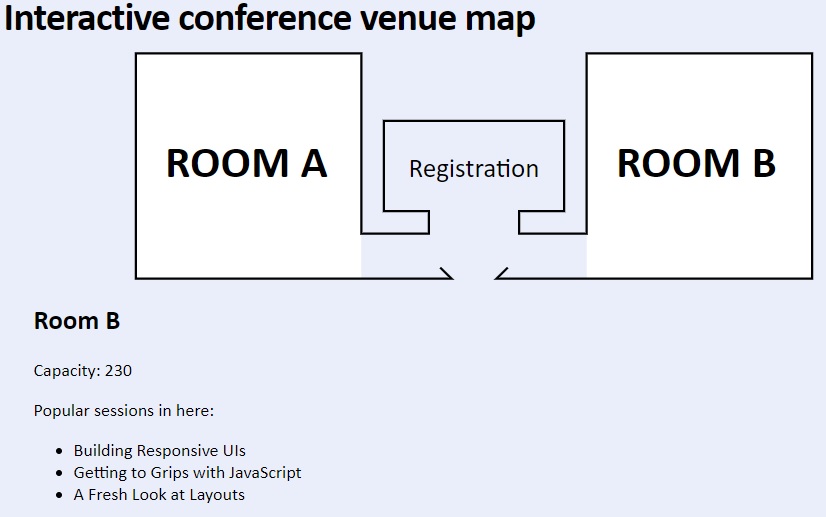 Interactive conference venue map
ROOM A
Registration
ROOM B
Room B
Capacity: 230
Popular sessions in here:
• Building Responsive UIs
• Getting to Grips with JavaScript
• A Fresh Look at Layouts